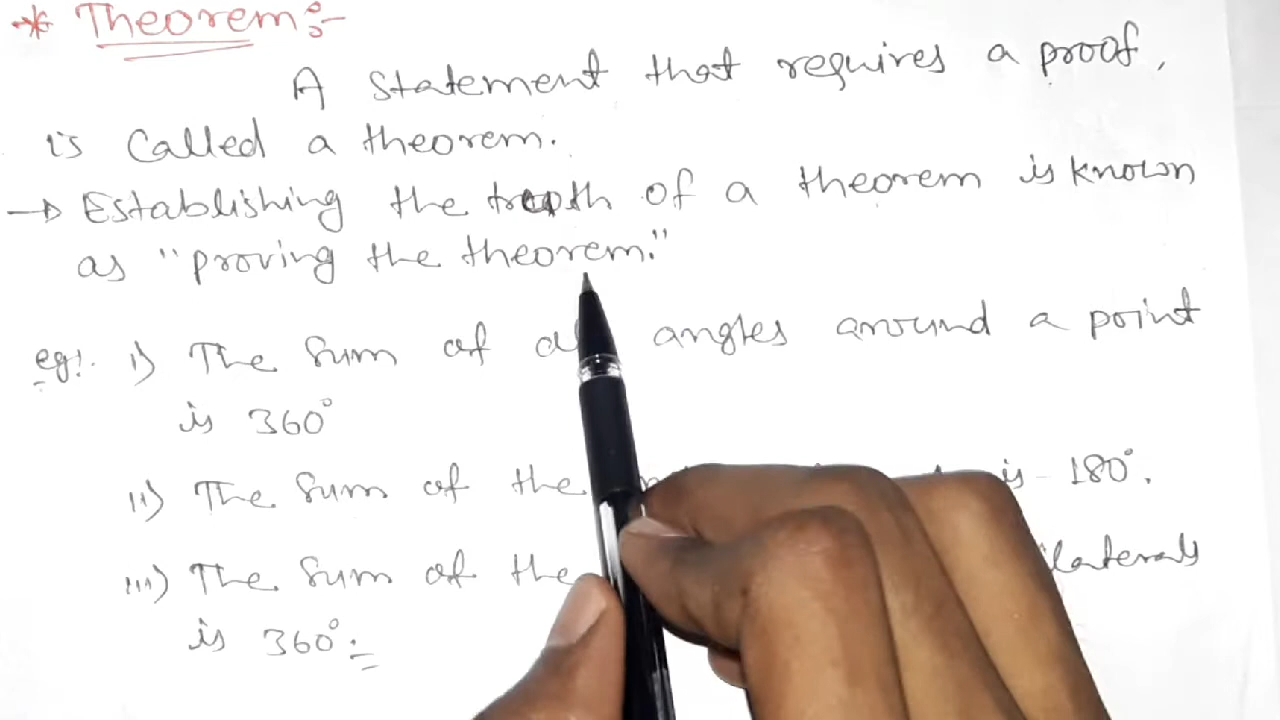 * Theorem:-
A statement that requires a proof,
is called a theorem.
→ Establishing the truth of a theorem is known
as "proving the theorem."
eg:. i) The sum of angles around a point
is 360°
ii) The sum of the is 180°.
iii) The sum of the
is 360°.